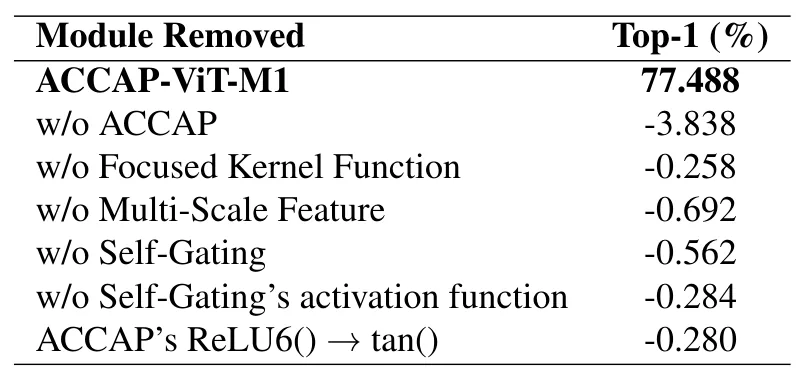 Module Removed Top-1 (%)
ACCAP-ViT-M1 77.488
w/o ACCAP -3.838
w/o Focused Kernel Function -0.258
w/o Multi-Scale Feature -0.692
w/o Self-Gating -0.562
w/o Self-Gating's activation function -0.284
ACCAP's ReLU6() → tan() -0.280